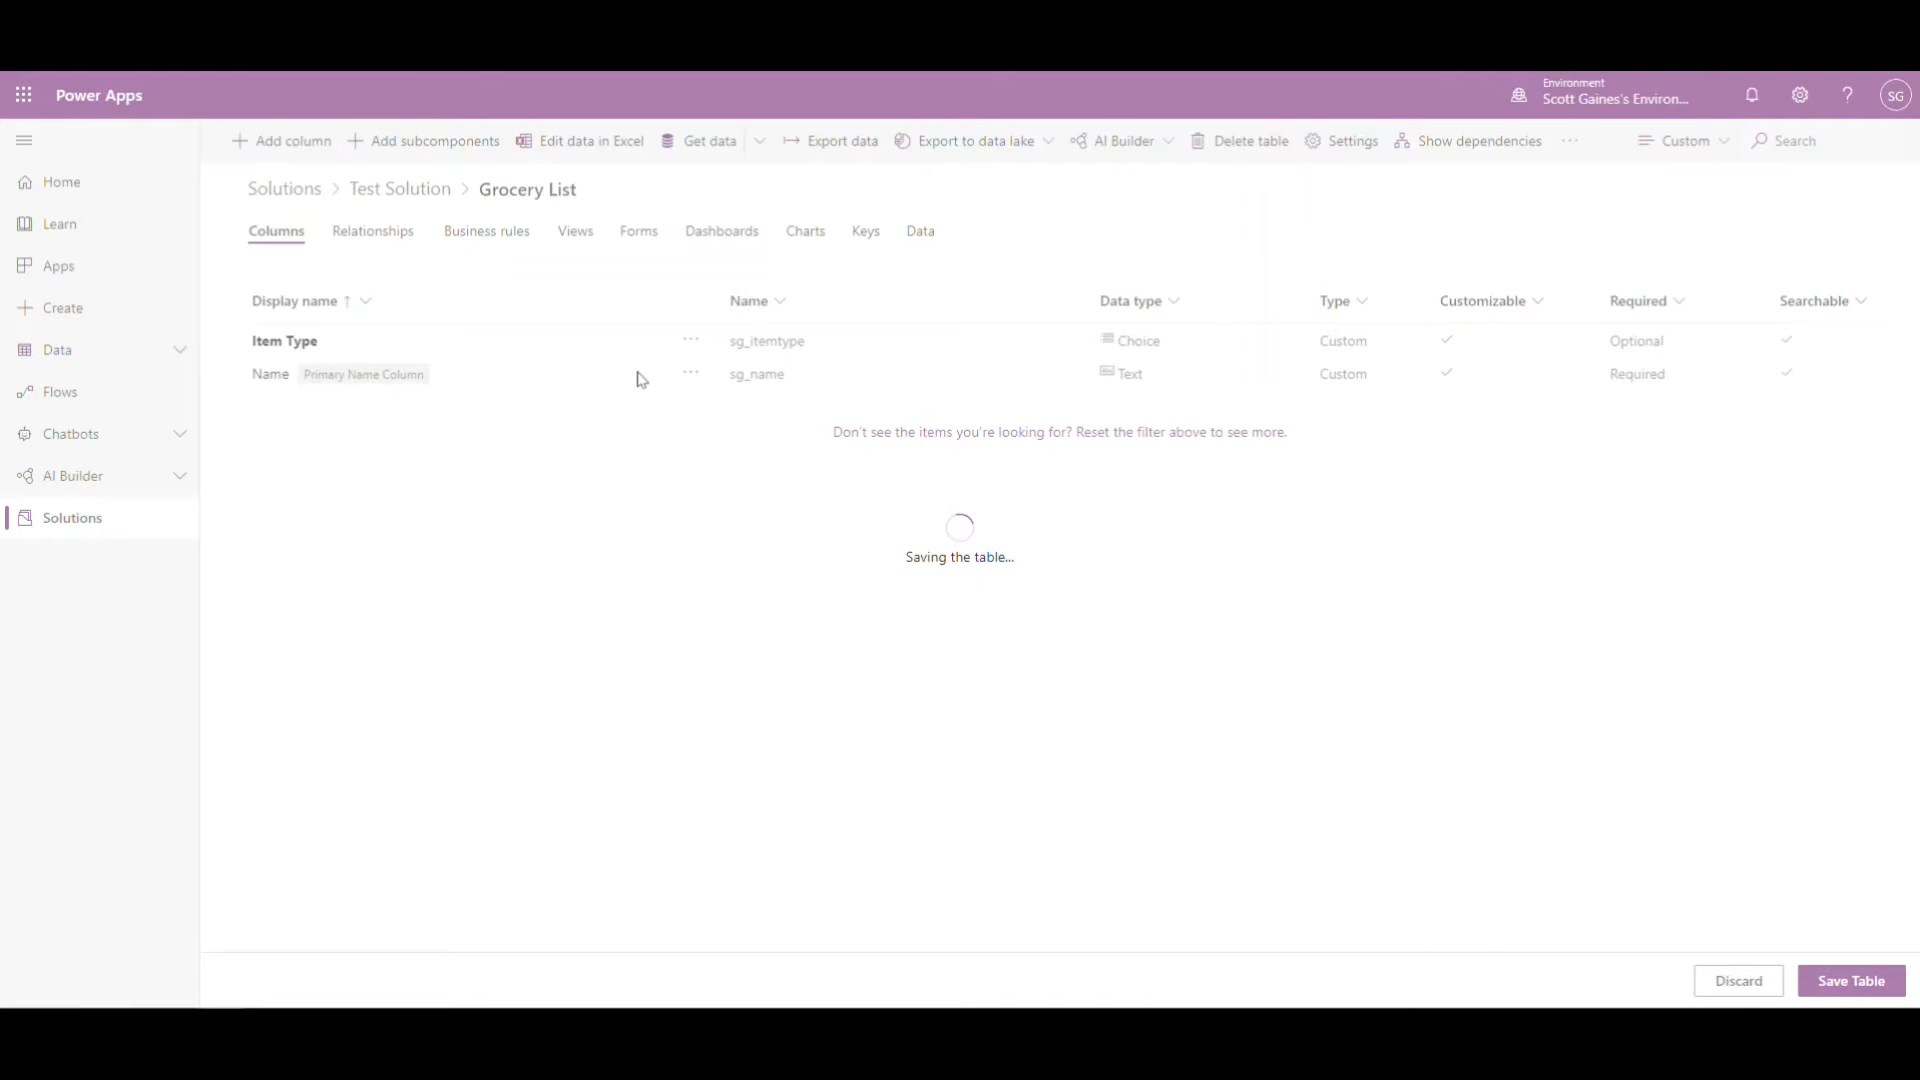 Power Apps
Environment
Scott Gaines's Environ...
?
SG
Add column
Add subcomponents
Edit data in Excel
Get data
Export data
Export to data lake
AI Builder
Delete table
Settings
Show dependencies
...
Custom
Search
Home
Learn
Apps
Create
Data
Flows
Chatbots
AI Builder
Solutions
Solutions > Test Solution > Grocery List
Columns Relationships Business rules Views Forms Dashboards Charts Keys Data
Display name ↑ Name Data type Type Customizable Required Searchable
Item Type ... sg_itemtype Choice Custom ✓ Optional ✓
Name Primary Name Column ... sg_name Text Custom ✓ Required ✓
Don't see the items you're looking for? Reset the filter above to see more.
Saving the table...
Discard
Save Table